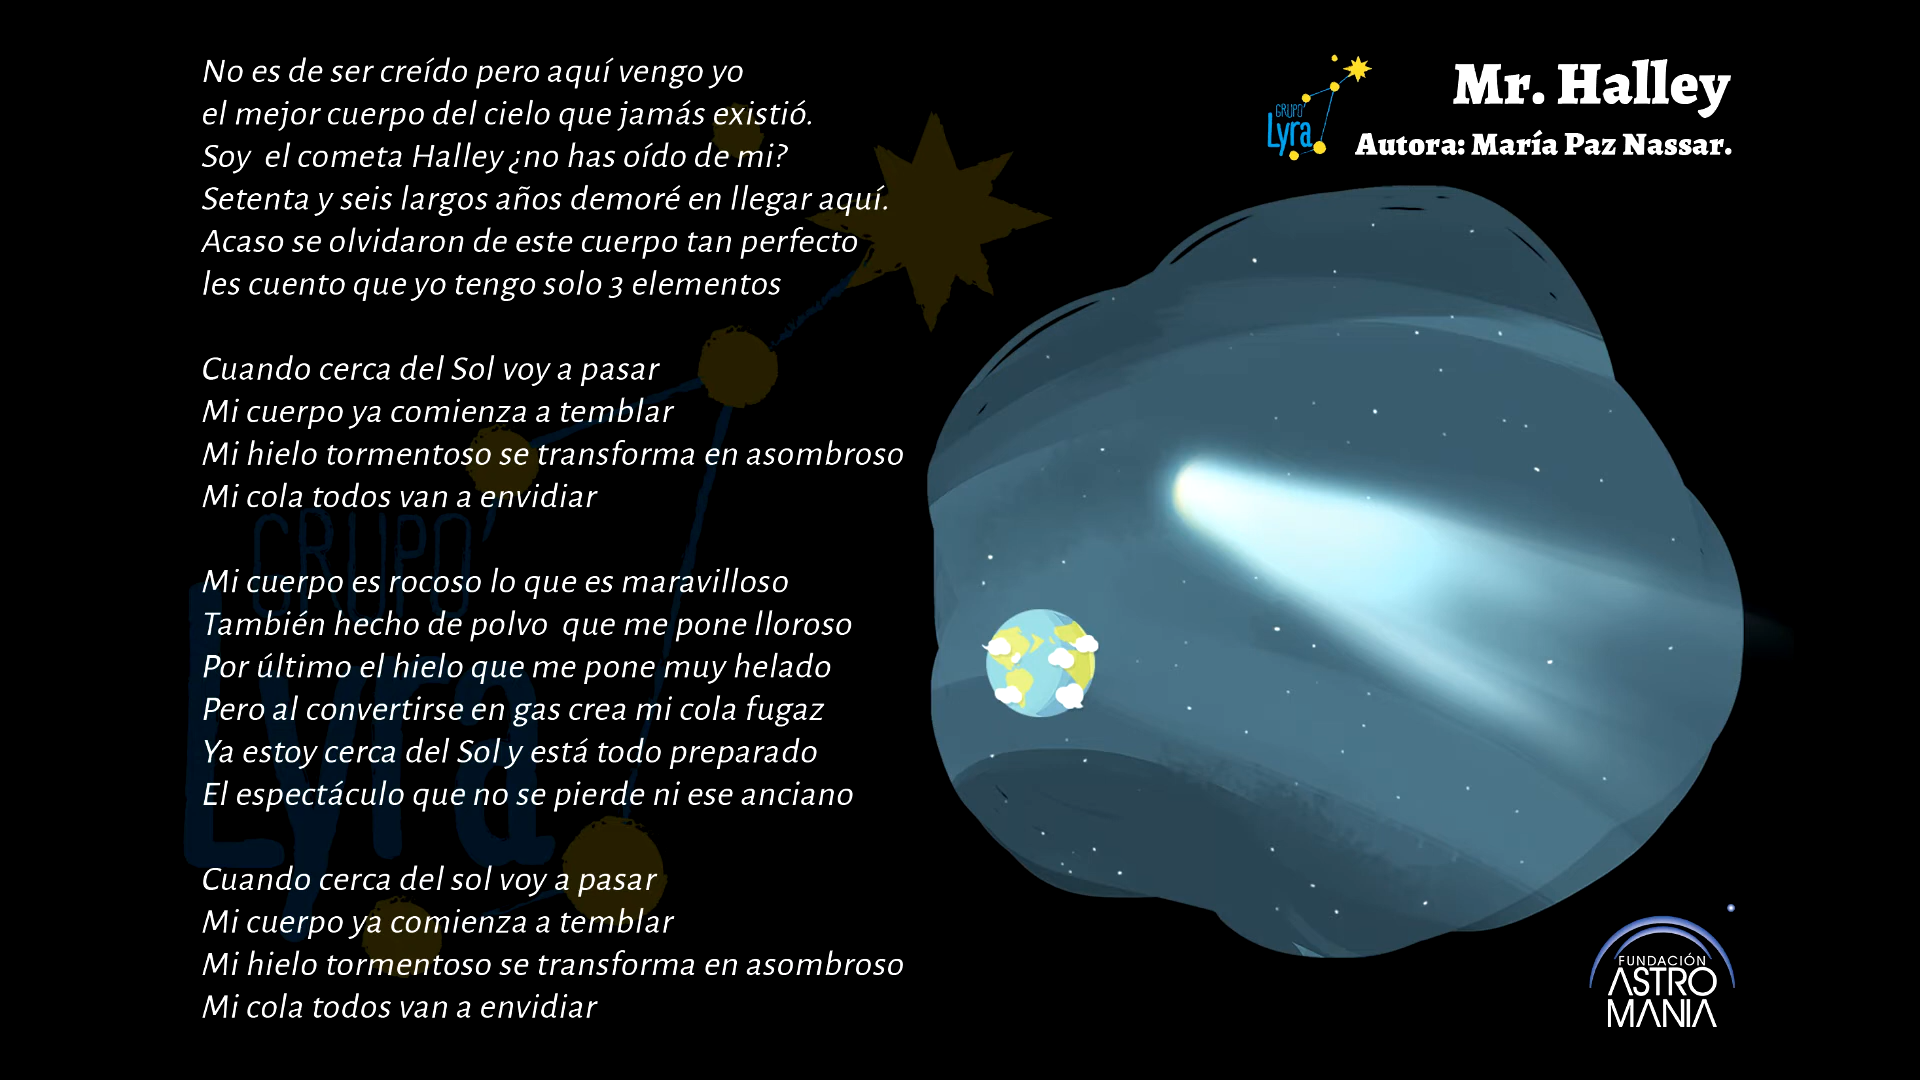 No es de ser creído pero aquí vengo yo
el mejor cuerpo del cielo que jamás existió.
Soy  el cometa Halley ¿no has oído de mi?
Setenta y seis largos años demoré en llegar aquí.
Acaso se olvidaron de este cuerpo tan perfecto
les cuento que yo tengo solo 3 elementos
Cuando cerca del Sol voy a pasar
Mi cuerpo ya comienza a temblar
Mi hielo tormentoso se transforma en asombroso
Mi cola todos van a envidiar
Mi cuerpo es rocoso lo que es maravilloso
También hecho de polvo  que me pone lloroso
Por último el hielo que me pone muy helado
Pero al convertirse en gas crea mi cola fugaz
Ya estoy cerca del Sol y está todo preparado
El espectáculo que no se pierde ni ese anciano
Cuando cerca del sol voy a pasar
Mi cuerpo ya comienza a temblar
Mi hielo tormentoso se transforma en asombroso
Mi cola todos van a envidiar
GRUPO
Lyra
GRUPO
Lyra
Mr. Halley
Autora: María Paz Nassar.
FUNDACIÓN
ASTRO
MANIA